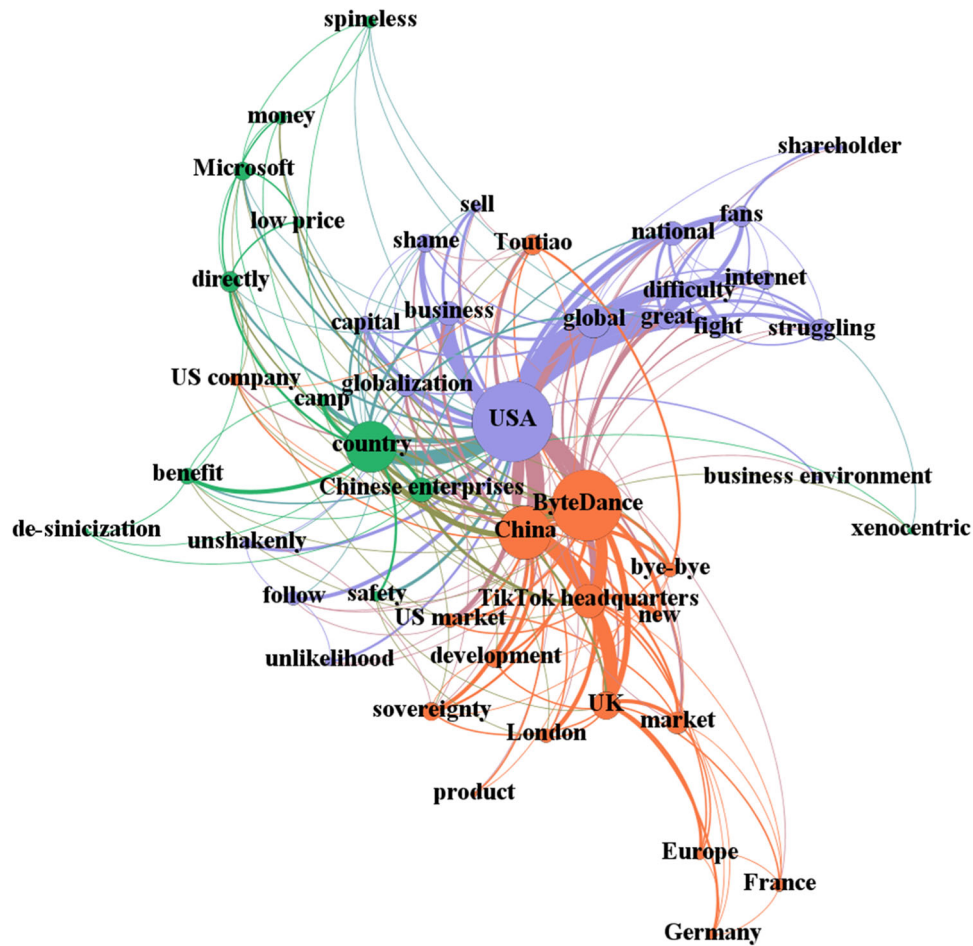 spineless
money
shareholder
Microsoft
sell
fans
low price
national
shame
Toutiao
directly
internet
difficulty
business
capital
global
great
fight
struggling
US company
globalization
camp
USA
country
benefit
business environment
Chinese enterprises
ByteDance
de-sinicization
China
xenocentric
unshakenly
bye-bye
follow
safety
TikTok headquarters
US market
new
unlikelihood
development
sovereignty
UK
market
London
product
Europe
France
Germany